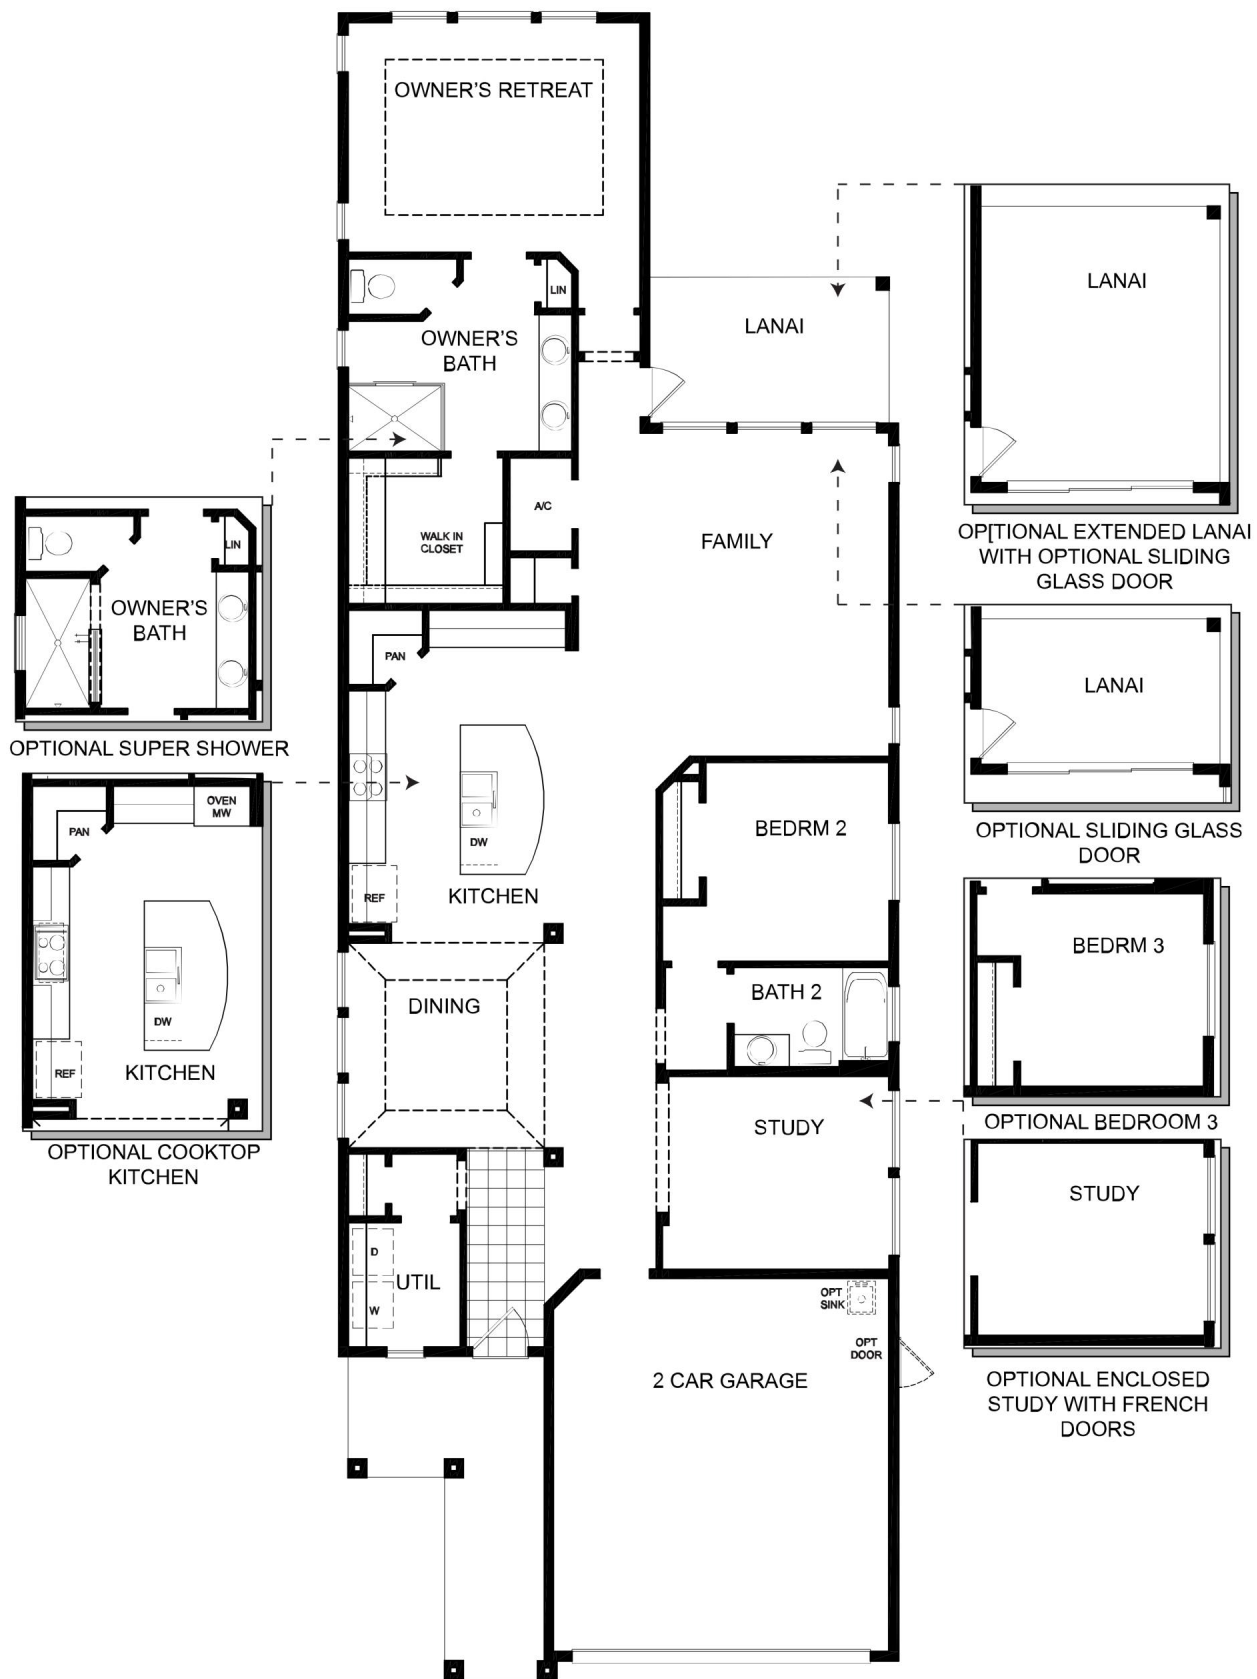 OWNER'S RETREAT
LIN
OWNER'S
BATH
LANAI
WALK IN
CLOSET
A/C
FAMILY
PAN
DW
REF
KITCHEN
BEDRM 2
DINING
BATH 2
STUDY
D
W
UTIL
OPT
SINK
OPT
DOOR
2 CAR GARAGE
LIN
OWNER'S
BATH
OPTIONAL SUPER SHOWER
OVEN
MW
PAN
DW
REF
KITCHEN
OPTIONAL COOKTOP
KITCHEN
LANAI
OP[TIONAL EXTENDED LANAI
WITH OPTIONAL SLIDING
GLASS DOOR
LANAI
OPTIONAL SLIDING GLASS
DOOR
BEDRM 3
OPTIONAL BEDROOM 3
STUDY
OPTIONAL ENCLOSED
STUDY WITH FRENCH
DOORS